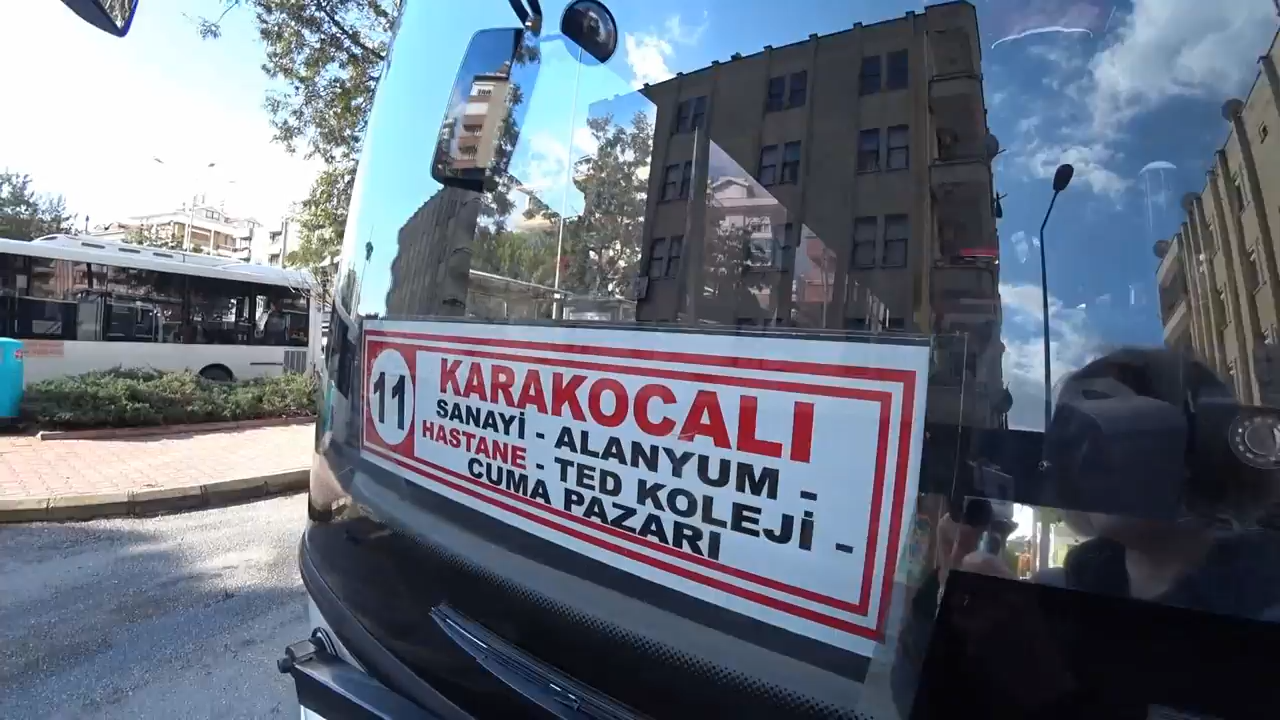 11
KARAKOCALI
SANAYİ - ALANYUM -
HASTANE - TED KOLEJİ -
CUMA PAZARI